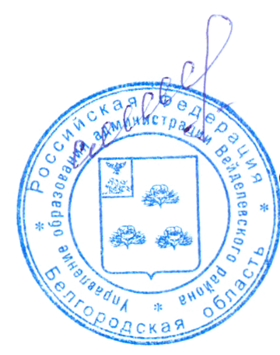 Российская Федерация
* Белгородская область *
Управление образования администрации Вейделевского района *